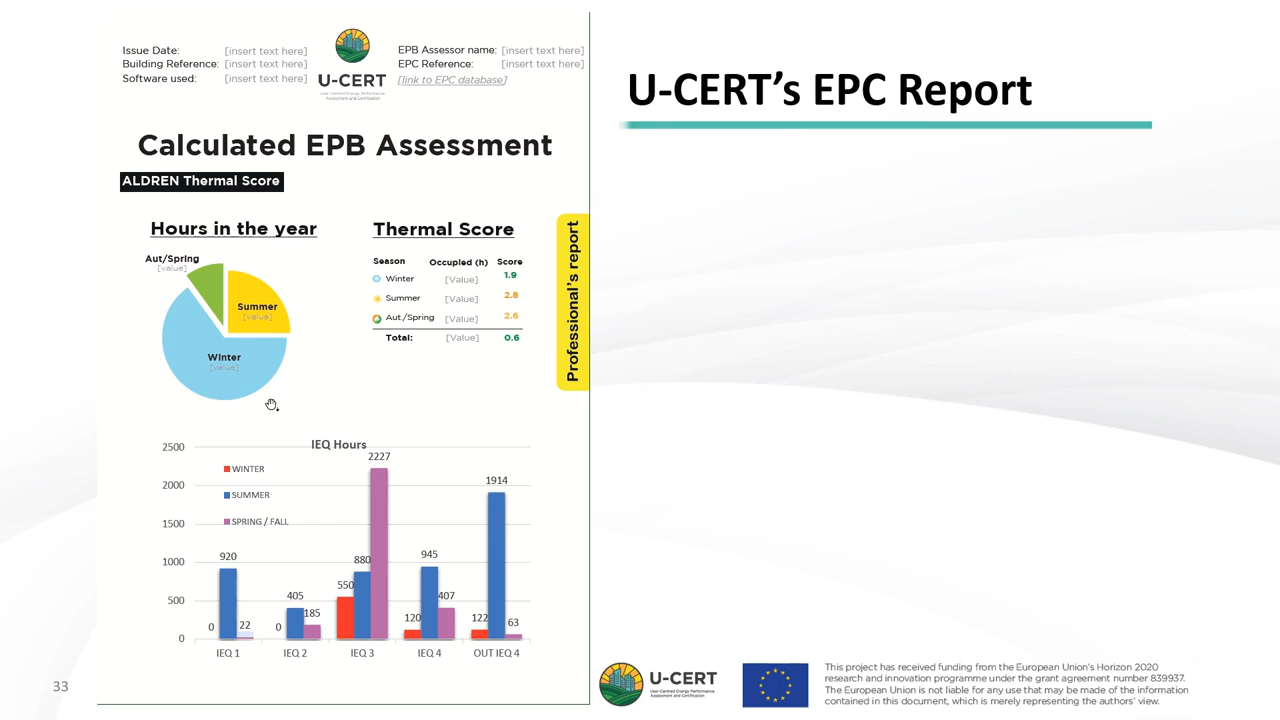 Issue Date: [insert text here]
Building Reference: [insert text here]
Software used: [insert text here]
U-CERT
User-Centred Energy Performance
Assessment and Certification
EPB Assessor name: [insert text here]
EPC Reference: [insert text here]
[link to EPC database]
Calculated EPB Assessment
ALDREN Thermal Score
Hours in the year
Aut/Spring
[value]
Summer
[value]
Winter
[value]
Thermal Score
Season Occupied (h) Score
Winter [Value] 1.9
Summer [Value] 2.8
Aut./Spring [Value] 2.6
Total: [Value] 0.6
Professional's report
IEQ Hours
2500
2000
1500
1000
500
0
WINTER
SUMMER
SPRING / FALL
0 920 22
0 405 185
550 880 2227
120 945 407
122 1914 63
IEQ 1 IEQ 2 IEQ 3 IEQ 4 OUT IEQ 4
33
U-CERT’s EPC Report
U-CERT
User-Centred Energy Performance
Assessment and Certification
This project has received funding from the European Union's Horizon 2020
research and innovation programme under the grant agreement number 839937.
The European Union is not liable for any use that may be made of the information
contained in this document, which is merely representing the authors' view.